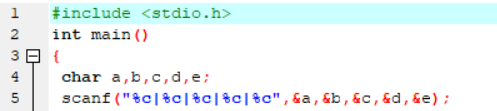 1 #include <stdio.h>
2 int main()
3 {
4 char a,b,c,d,e;
5 scanf("%c|%c|%c|%c|%c",&a,&b,&c,&d,&e);